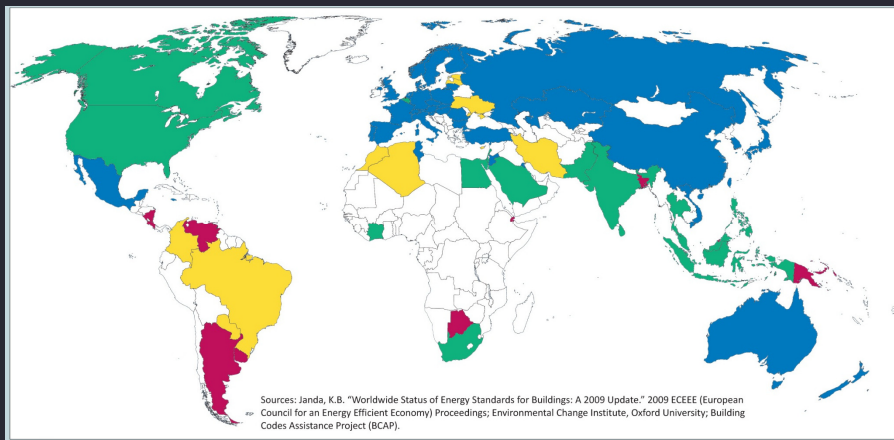 Sources: Janda, K.B. "Worldwide Status of Energy Standards for Buildings: A 2009 Update." 2009 ECEEE (European
Council for an Energy Efficient Economy) Proceedings; Environmental Change Institute, Oxford University; Building
Codes Assistance Project (BCAP).